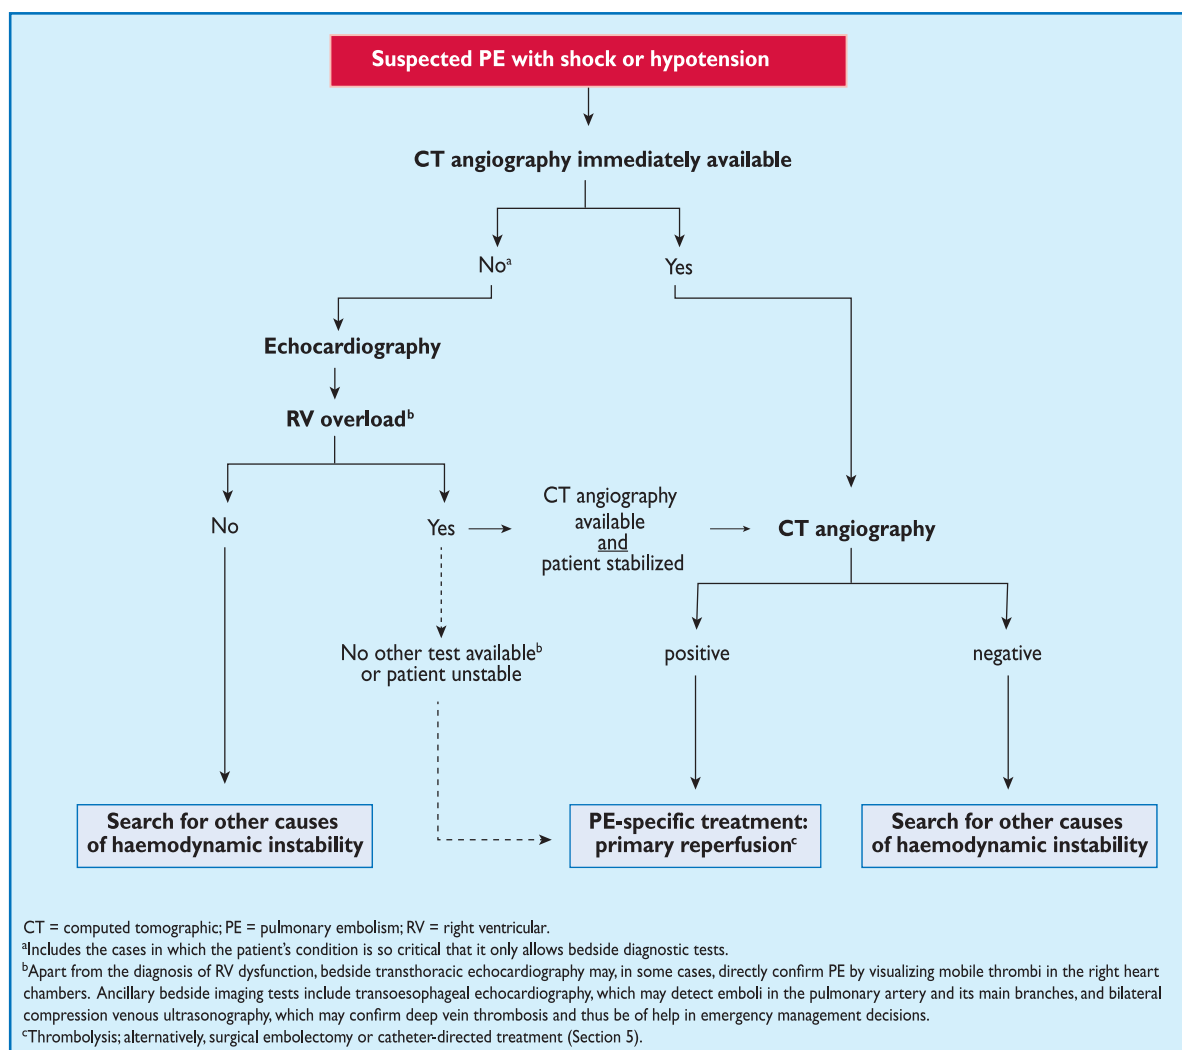 Suspected PE with shock or hypotension
CT angiography immediately available
Noᵃ
Yes
Echocardiography
RV overloadᵇ
No
Yes
CT angiography
available
and
patient stabilized
CT angiography
No other test availableᵇ
or patient unstable
positive
negative
Search for other causes
of haemodynamic instability
PE-specific treatment:
primary reperfusionᶜ
Search for other causes
of haemodynamic instability
CT = computed tomographic; PE = pulmonary embolism; RV = right ventricular.
ᵃIncludes the cases in which the patient’s condition is so critical that it only allows bedside diagnostic tests.
ᵇApart from the diagnosis of RV dysfunction, bedside transthoracic echocardiography may, in some cases, directly confirm PE by visualizing mobile thrombi in the right heart
chambers. Ancillary bedside imaging tests include transoesophageal echocardiography, which may detect emboli in the pulmonary artery and its main branches, and bilateral
compression venous ultrasonography, which may confirm deep vein thrombosis and thus be of help in emergency management decisions.
ᶜThrombolysis; alternatively, surgical embolectomy or catheter-directed treatment (Section 5).